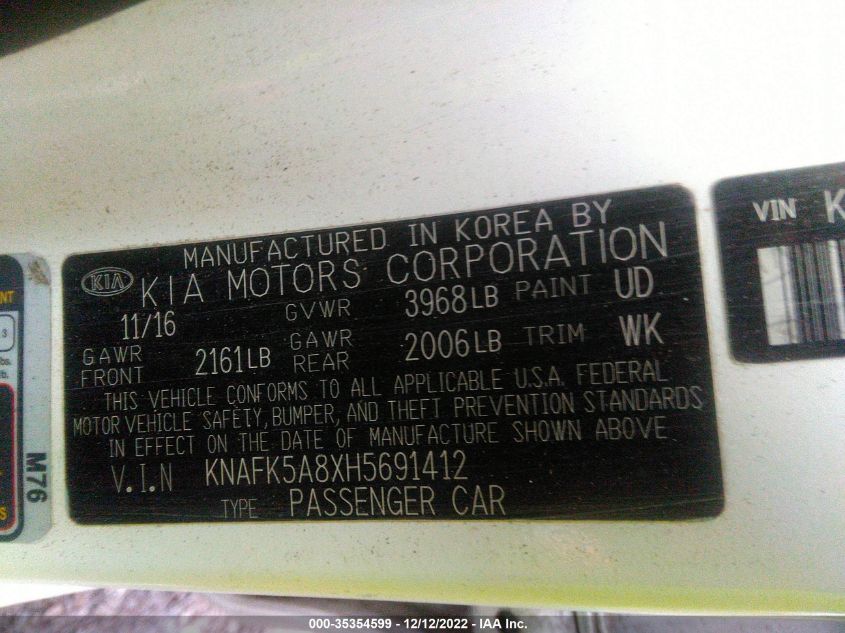 MANUFACTURED IN KOREA BY
KIA KIA MOTORS CORPORATION
11/16 GVWR 3968LB PAINT UD
GAWR FRONT 2161LB GAWR REAR 2006LB TRIM WK
THIS VEHICLE CONFORMS TO ALL APPLICABLE U.S.A. FEDERAL
MOTOR VEHICLE SAFETY, BUMPER, AND THEFT PREVENTION STANDARDS
IN EFFECT ON THE DATE OF MANUFACTURE SHOWN ABOVE
V.I.N KNAFK5A8XH5691412
TYPE PASSENGER CAR
VIN K
M76
000-35354599 - 12/12/2022 - IAA Inc.